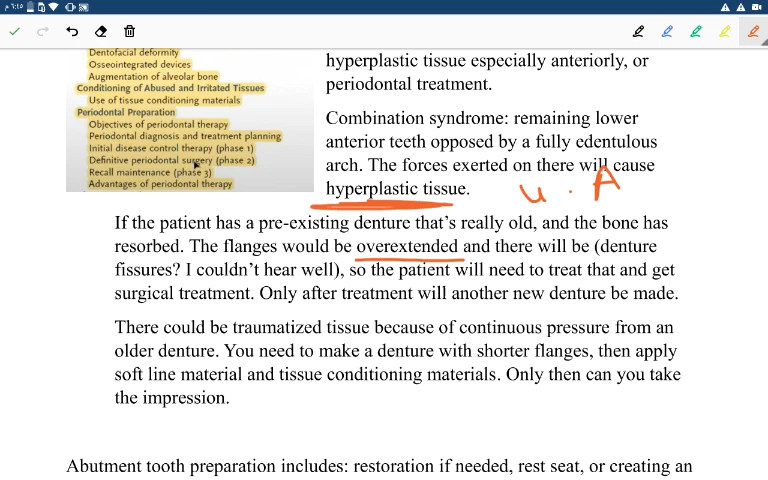 م ٦:١٥
Dentofacial deformity
Osseointegrated devices
Augmentation of alveolar bone
Conditioning of Abused and Irritated Tissues
Use of tissue conditioning materials
Periodontal Preparation
Objectives of periodontal therapy
Periodontal diagnosis and treatment planning
Initial disease control therapy (phase 1)
Definitive periodontal surgery (phase 2)
Recall maintenance (phase 3)
Advantages of periodontal therapy
hyperplastic tissue especially anteriorly, or
periodontal treatment.
Combination syndrome: remaining lower
anterior teeth opposed by a fully edentulous
arch. The forces exerted on there will cause
hyperplastic tissue.
U . A
If the patient has a pre-existing denture that's really old, and the bone has
resorbed. The flanges would be overextended and there will be (denture
fissures? I couldn't hear well), so the patient will need to treat that and get
surgical treatment. Only after treatment will another new denture be made.
There could be traumatized tissue because of continuous pressure from an
older denture. You need to make a denture with shorter flanges, then apply
soft line material and tissue conditioning materials. Only then can you take
the impression.
Abutment tooth preparation includes: restoration if needed, rest seat, or creating an